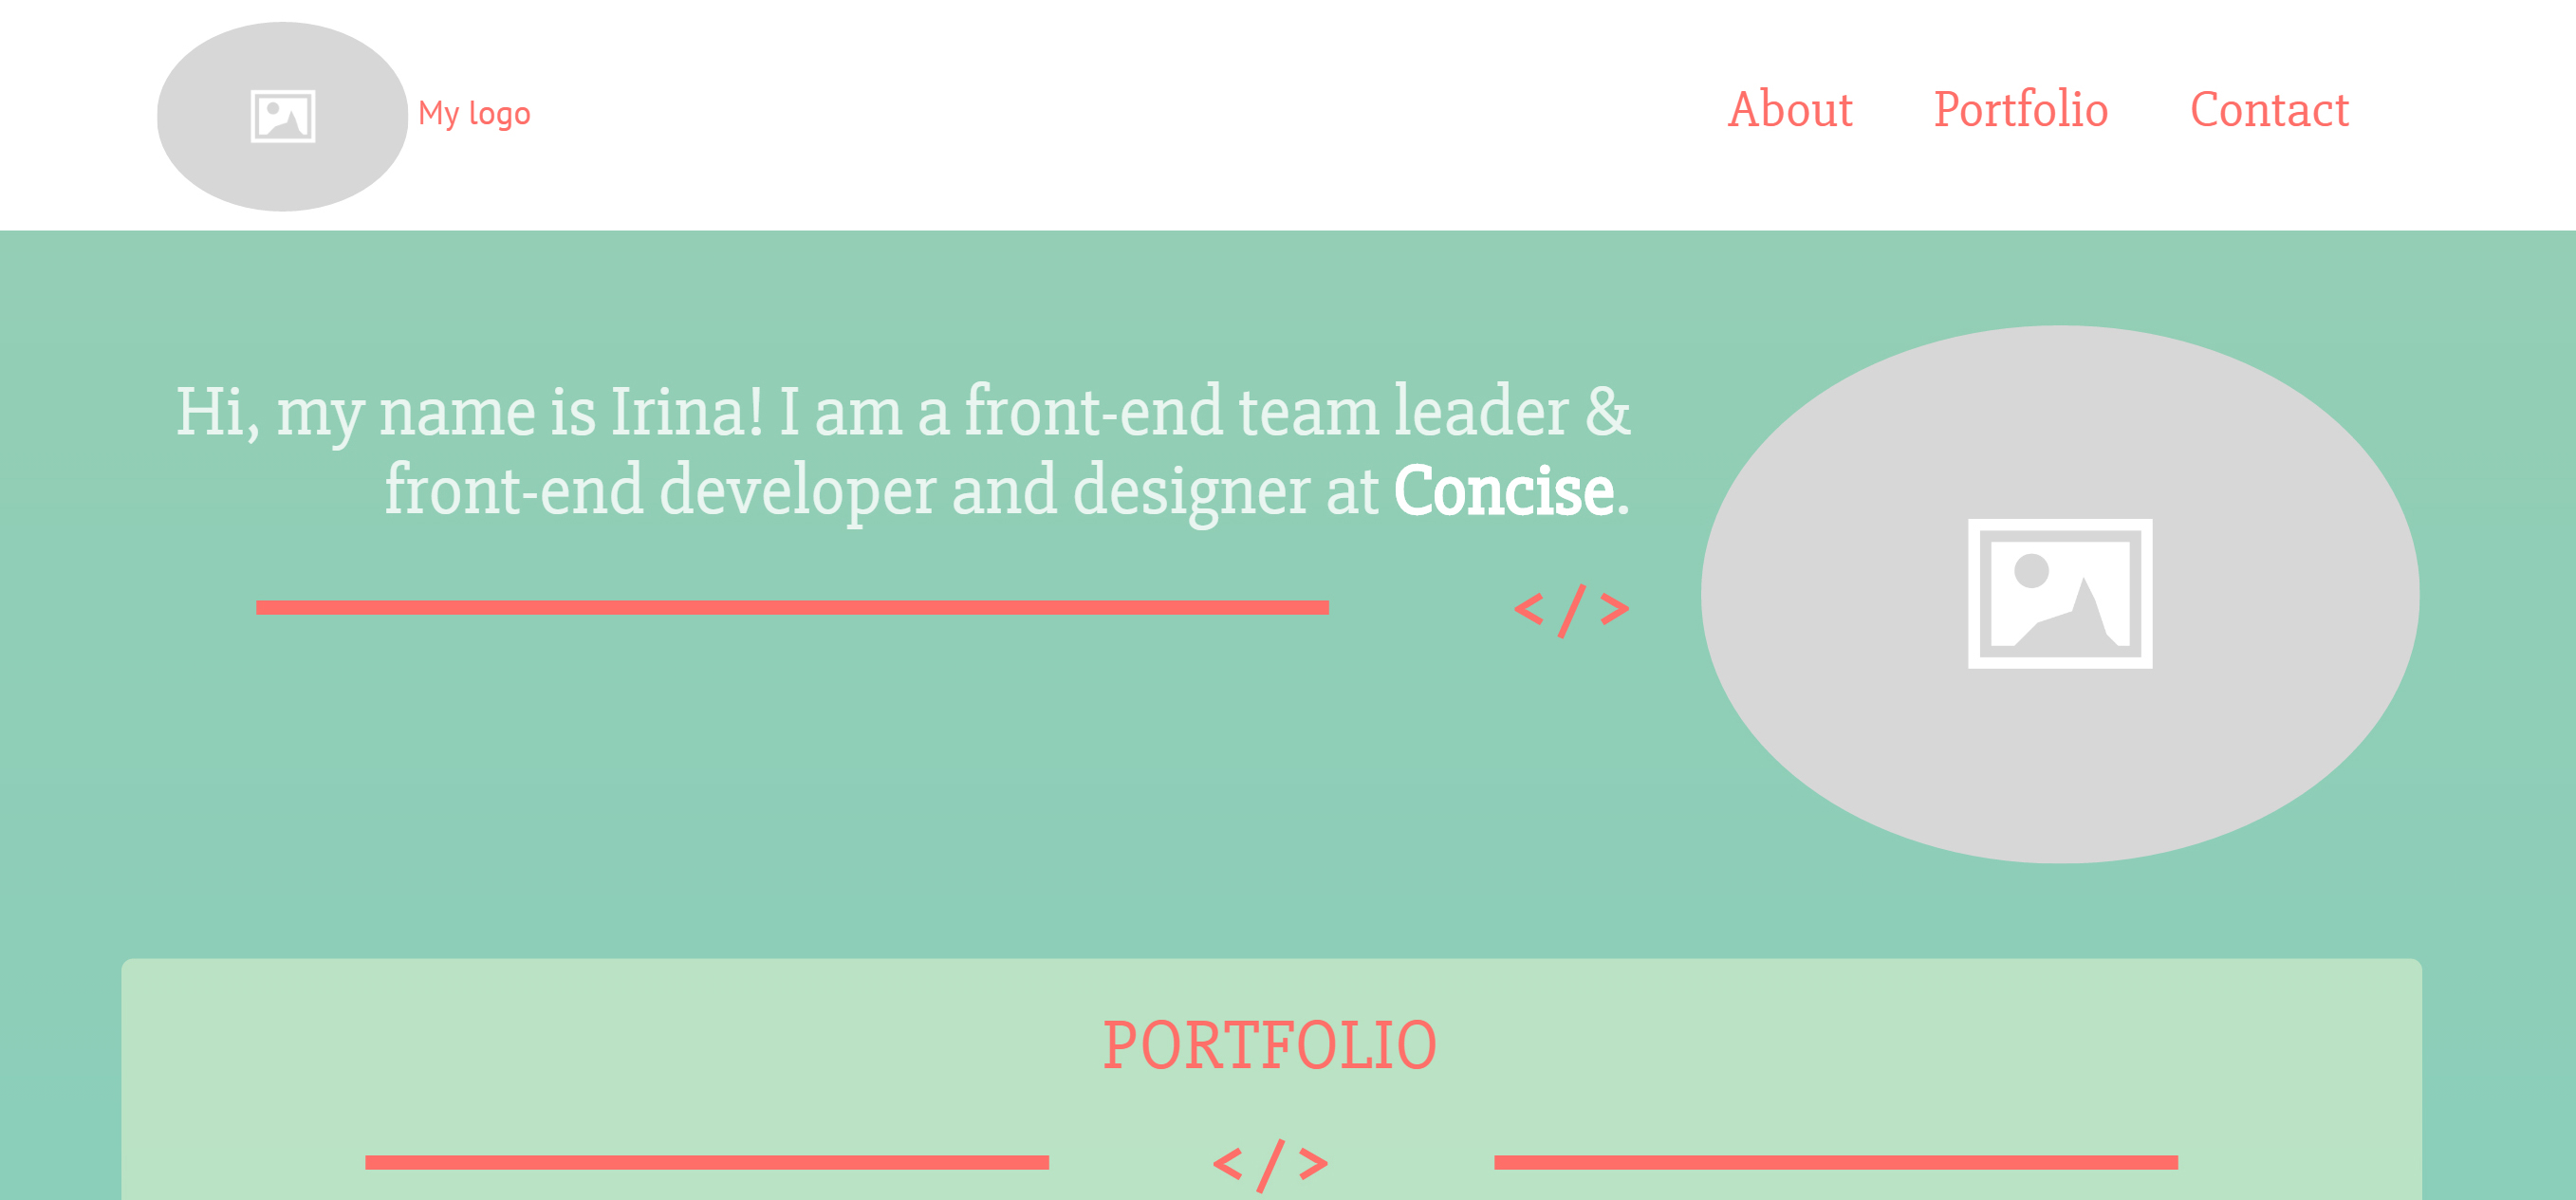 My logo
About Portfolio Contact
Hi, my name is Irina! I am a front-end team leader &
front-end developer and designer at Concise.
</>
PORTFOLIO
</>